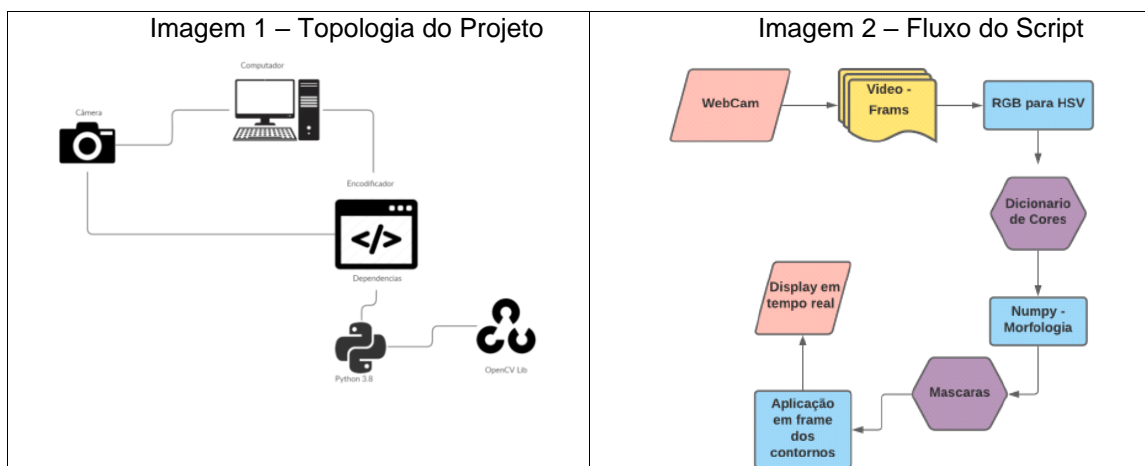 Imagem 1 – Topologia do Projeto
Computador
Câmera
Encodificador
</>
Dependencias
Python 3.8
OpenCV Lib
Imagem 2 – Fluxo do Script
WebCam
Video -
Frams
RGB para HSV
Dicionario
de Cores
Numpy -
Morfologia
Mascaras
Aplicação
em frame
dos
contornos
Display em
tempo real